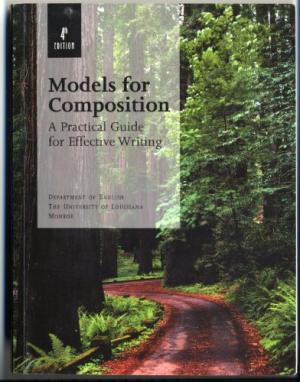 4th
EDITION
Models for
Composition
A Practical Guide
for Effective Writing
DEPARTMENT OF ENGLISH
THE UNIVERSITY OF LOUISIANA
MONROE